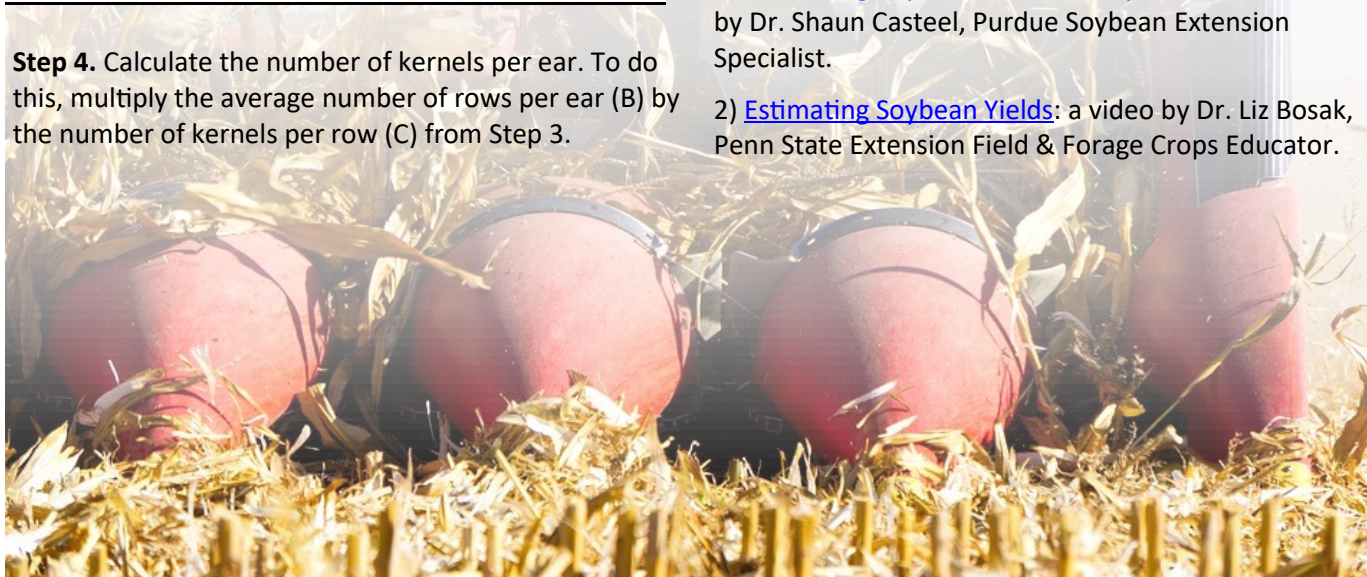 Step 4. Calculate the number of kernels per ear. To do
this, multiply the average number of rows per ear (B) by
the number of kernels per row (C) from Step 3.
by Dr. Shaun Casteel, Purdue Soybean Extension
Specialist.
2) Estimating Soybean Yields: a video by Dr. Liz Bosak,
Penn State Extension Field & Forage Crops Educator.